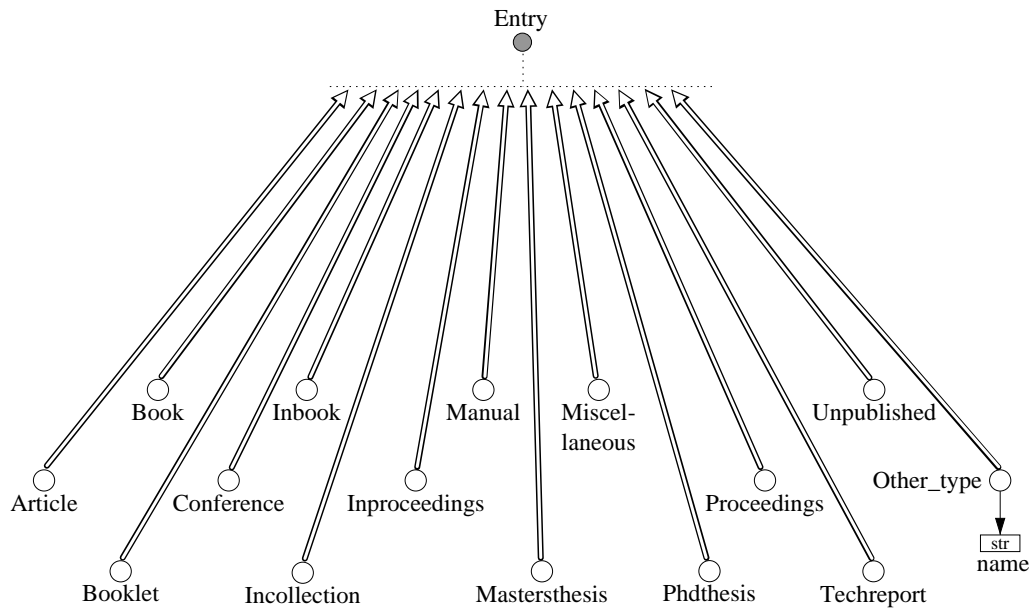 Entry
Book
Inbook
Manual
Miscel-
laneous
Unpublished
Article
Conference
Inproceedings
Proceedings
Other_type
str
name
Booklet
Incollection
Mastersthesis
Phdthesis
Techreport